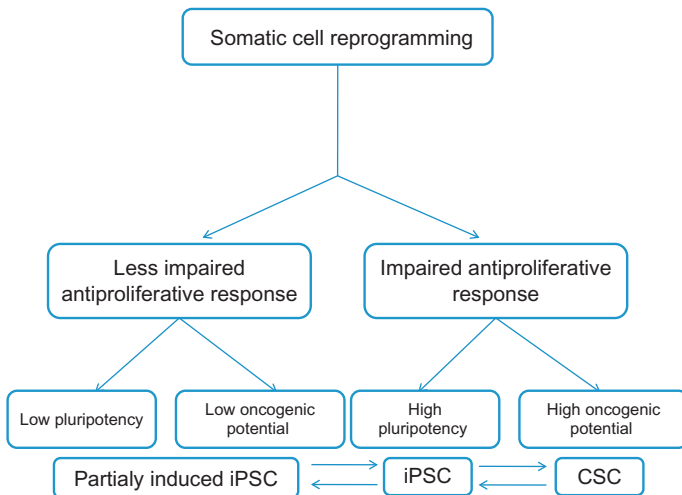 Somatic cell reprogramming
Less impaired
antiproliferative response
Impaired antiproliferative
response
Low pluripotency
Low oncogenic
potential
High
pluripotency
High oncogenic
potential
Partialy induced iPSC
iPSC
CSC